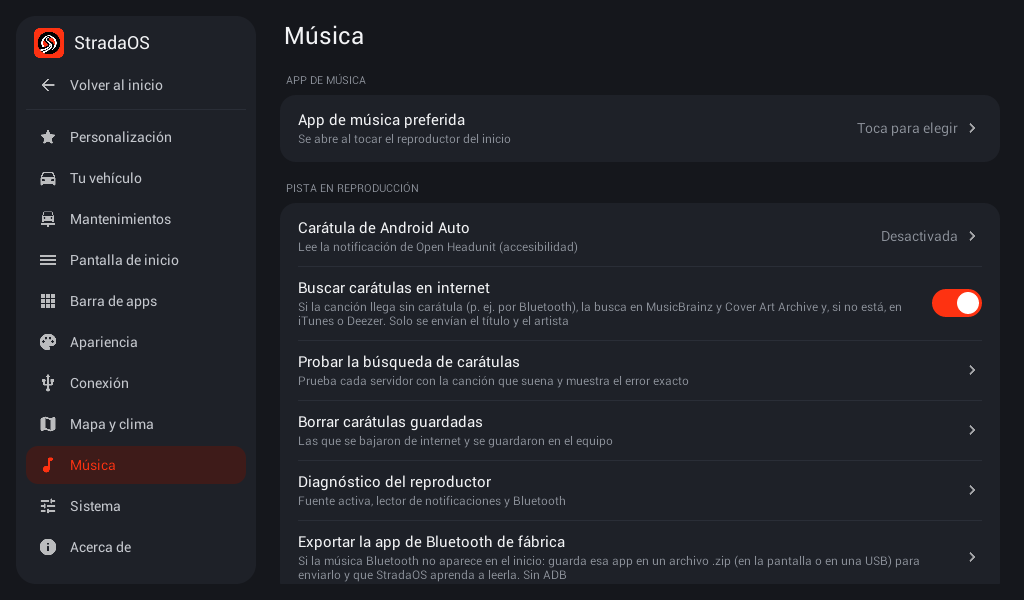 StradaOS
Volver al inicio
Personalización
Tu vehículo
Mantenimientos
Pantalla de inicio
Barra de apps
Apariencia
Conexión
Mapa y clima
Música
Sistema
Acerca de
Música
APP DE MÚSICA
App de música preferida
Se abre al tocar el reproductor del inicio
Toca para elegir
PISTA EN REPRODUCCIÓN
Carátula de Android Auto
Lee la notificación de Open Headunit (accesibilidad)
Desactivada
Buscar carátulas en internet
Si la canción llega sin carátula (p. ej. por Bluetooth), la busca en MusicBrainz y Cover Art Archive y, si no está, en
iTunes o Deezer. Solo se envían el título y el artista
Probar la búsqueda de carátulas
Prueba cada servidor con la canción que suena y muestra el error exacto
Borrar carátulas guardadas
Las que se bajaron de internet y se guardaron en el equipo
Diagnóstico del reproductor
Fuente activa, lector de notificaciones y Bluetooth
Exportar la app de Bluetooth de fábrica
Si la música Bluetooth no aparece en el inicio: guarda esa app en un archivo .zip (en la pantalla o en una USB) para
enviarlo y que StradaOS aprenda a leerla. Sin ADB